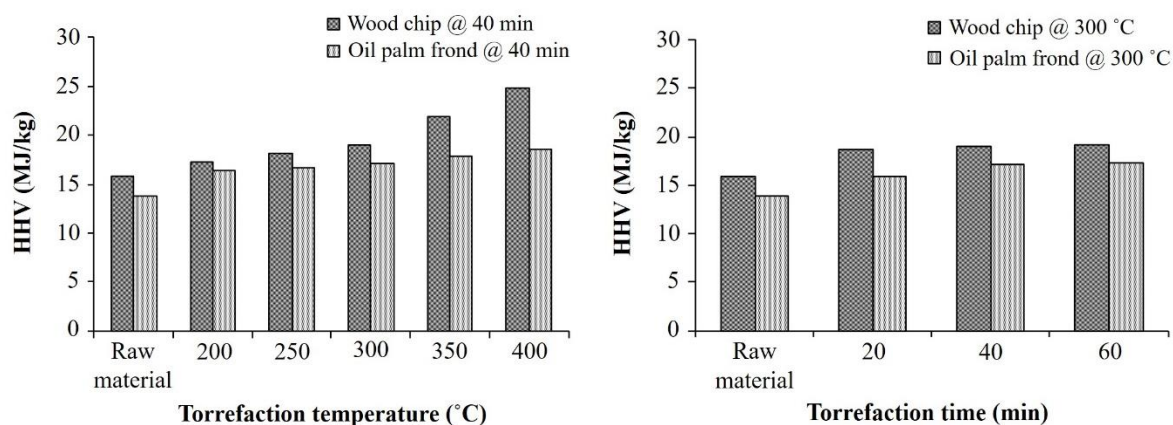 Wood chip @ 40 min
Oil palm frond @ 40 min
30
25
20
15
10
5
0
HHV (MJ/kg)
Raw material
200
250
300
350
400
Torrefaction temperature (˚C)
Wood chip @ 300 ˚C
Oil palm frond @ 300 ˚C
30
25
20
15
10
5
0
HHV (MJ/kg)
Raw
material
20
40
60
Torrefaction time (min)